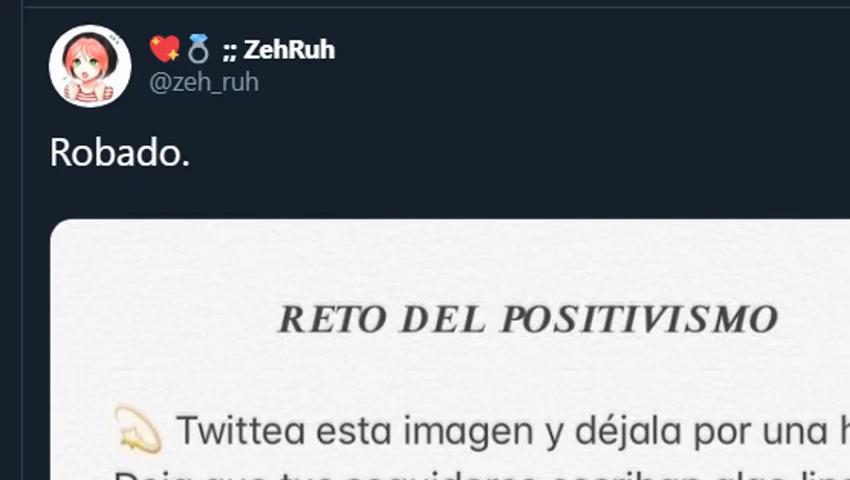 💖💍 ;; ZehRuh
@zeh_ruh
Robado.
RETO DEL POSITIVISMO
💫 Twittea esta imagen y déjala por una